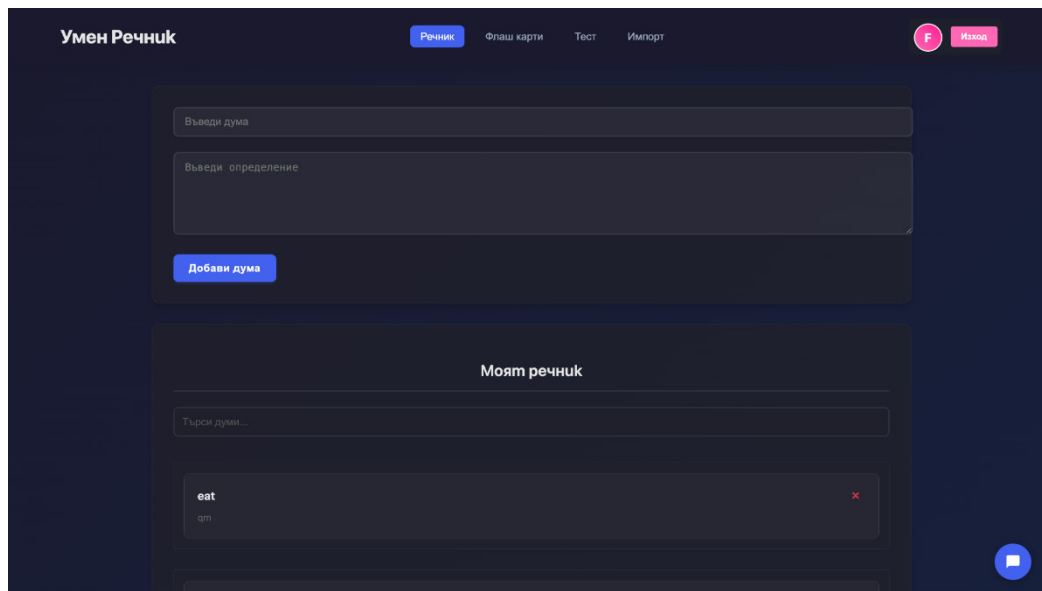 Умен Речник
Речник
Флаш карти
Тест
Импорт
F
Изход
Въведи дума
Въведи определение
Добави дума
Моят речник
Търси думи...
eat
×
qm